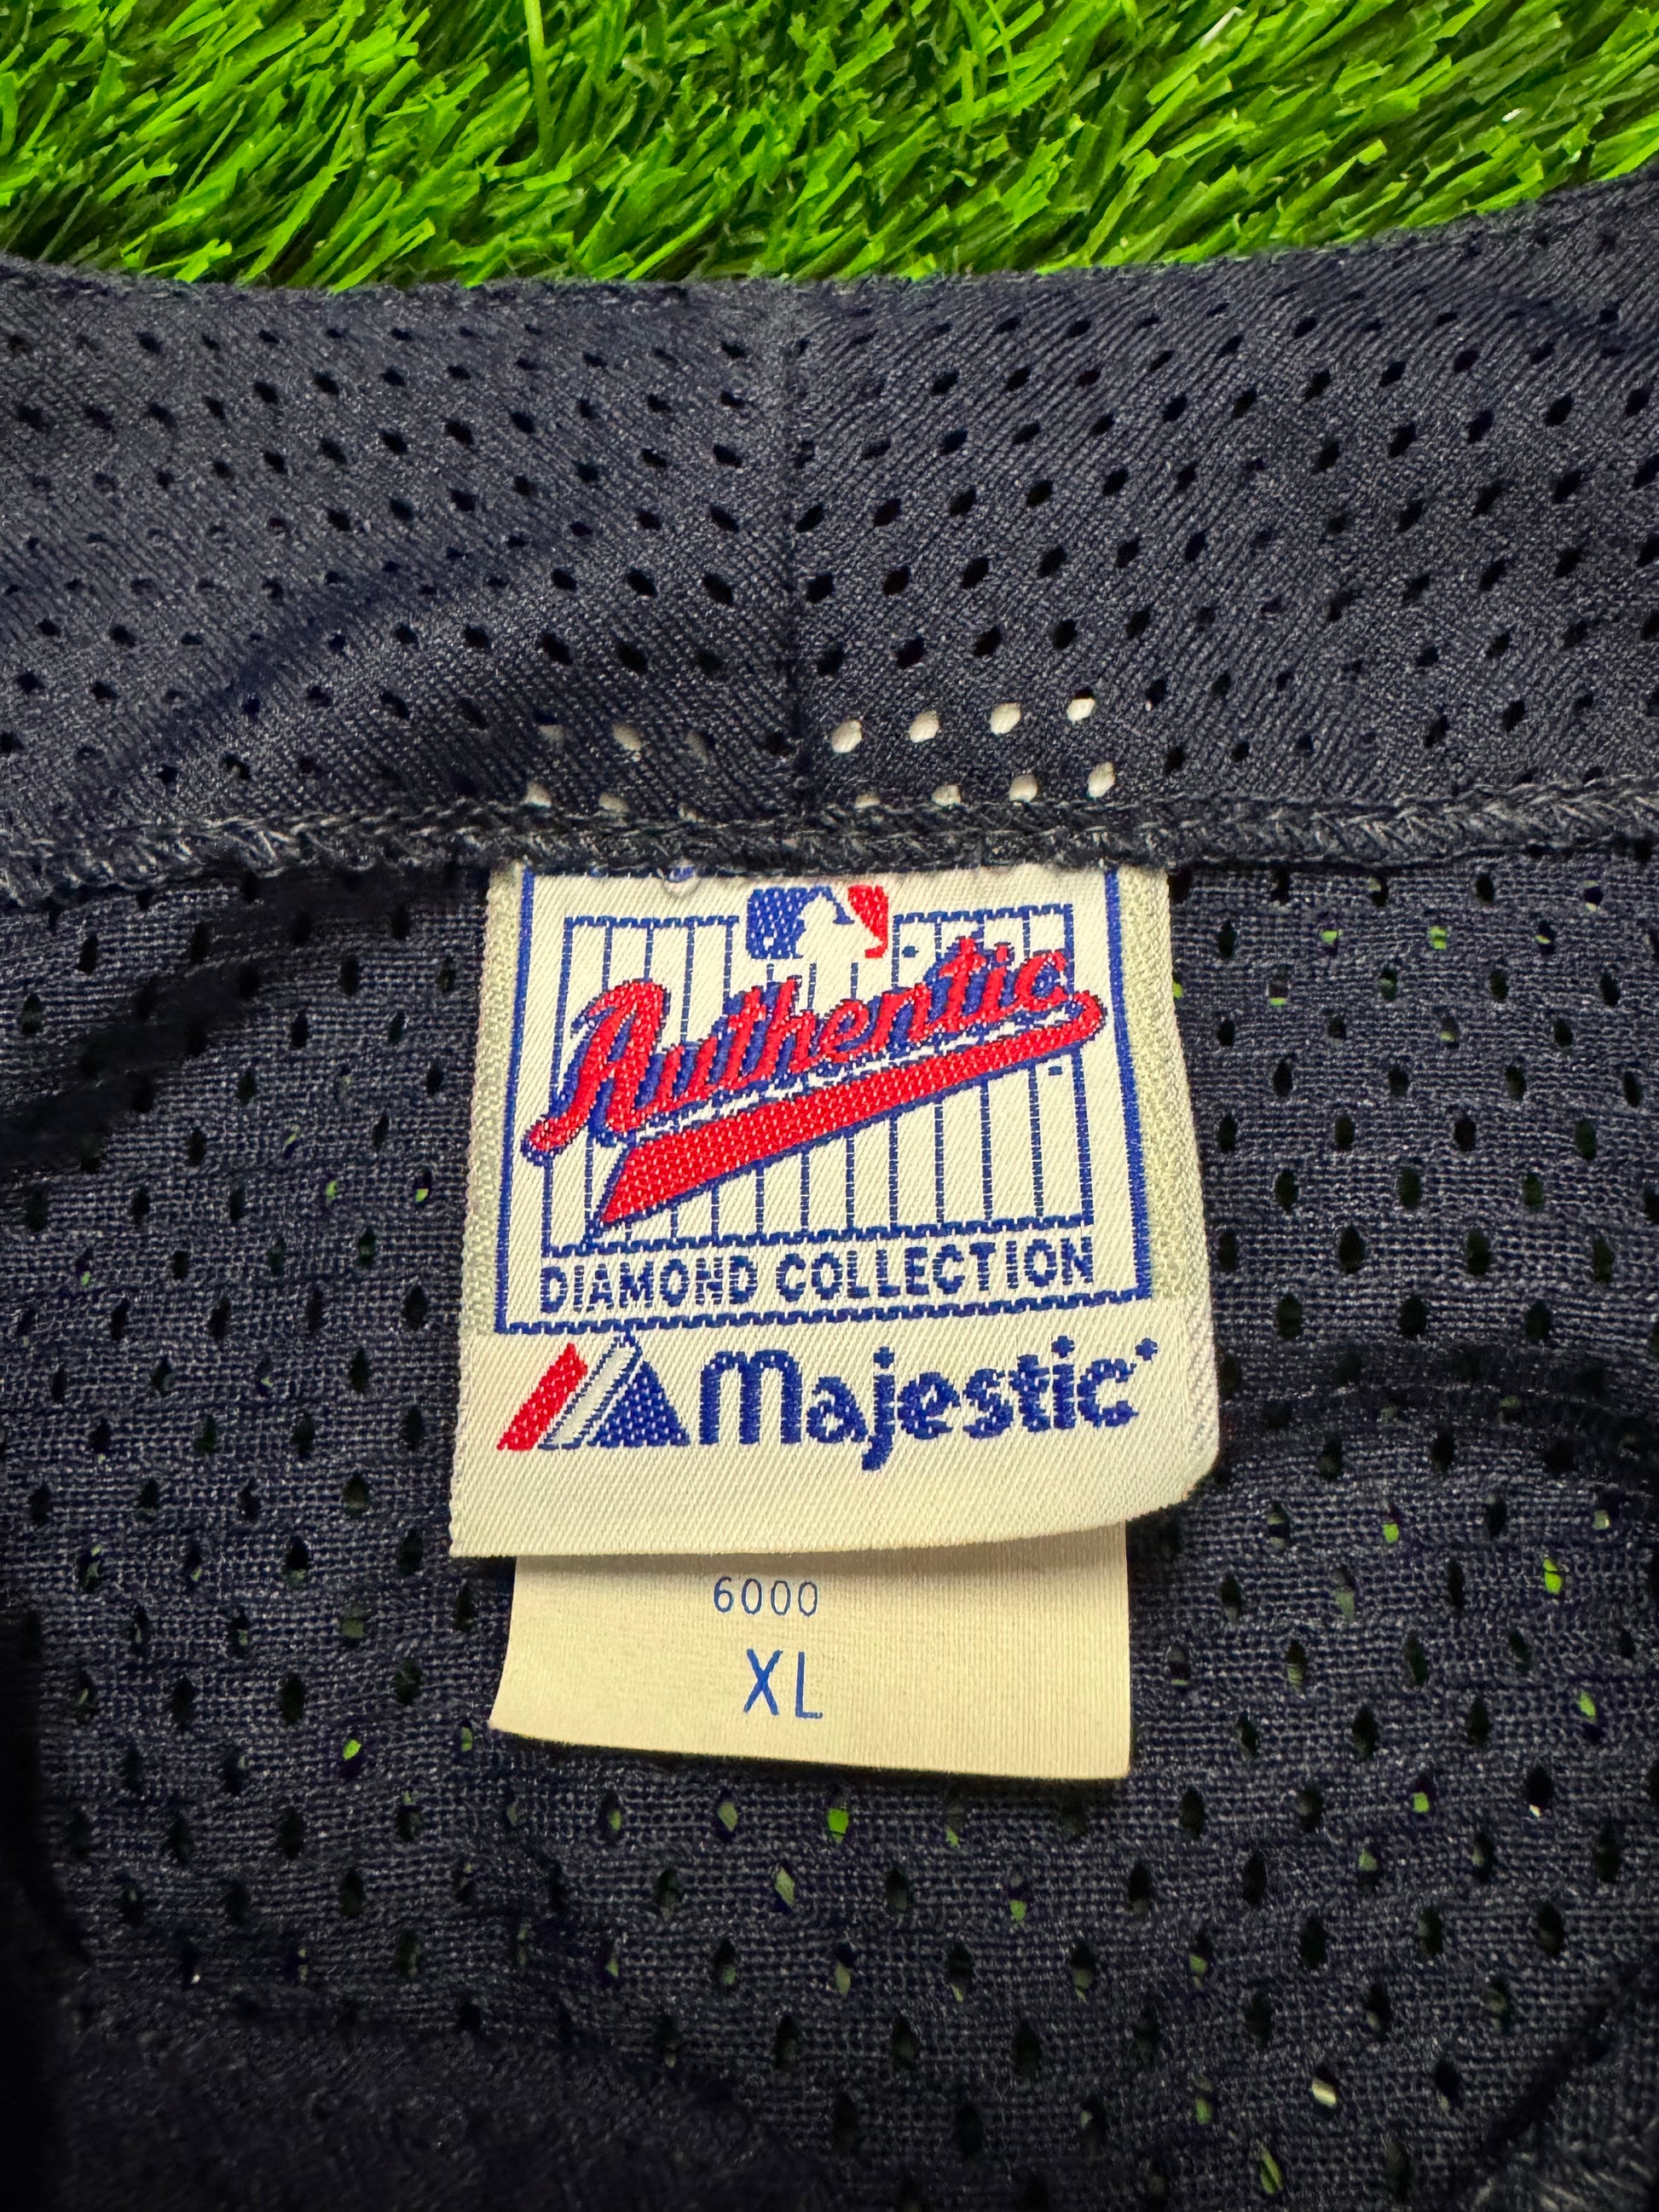 Authentic
DIAMOND COLLECTION
Majestic
6000
XL